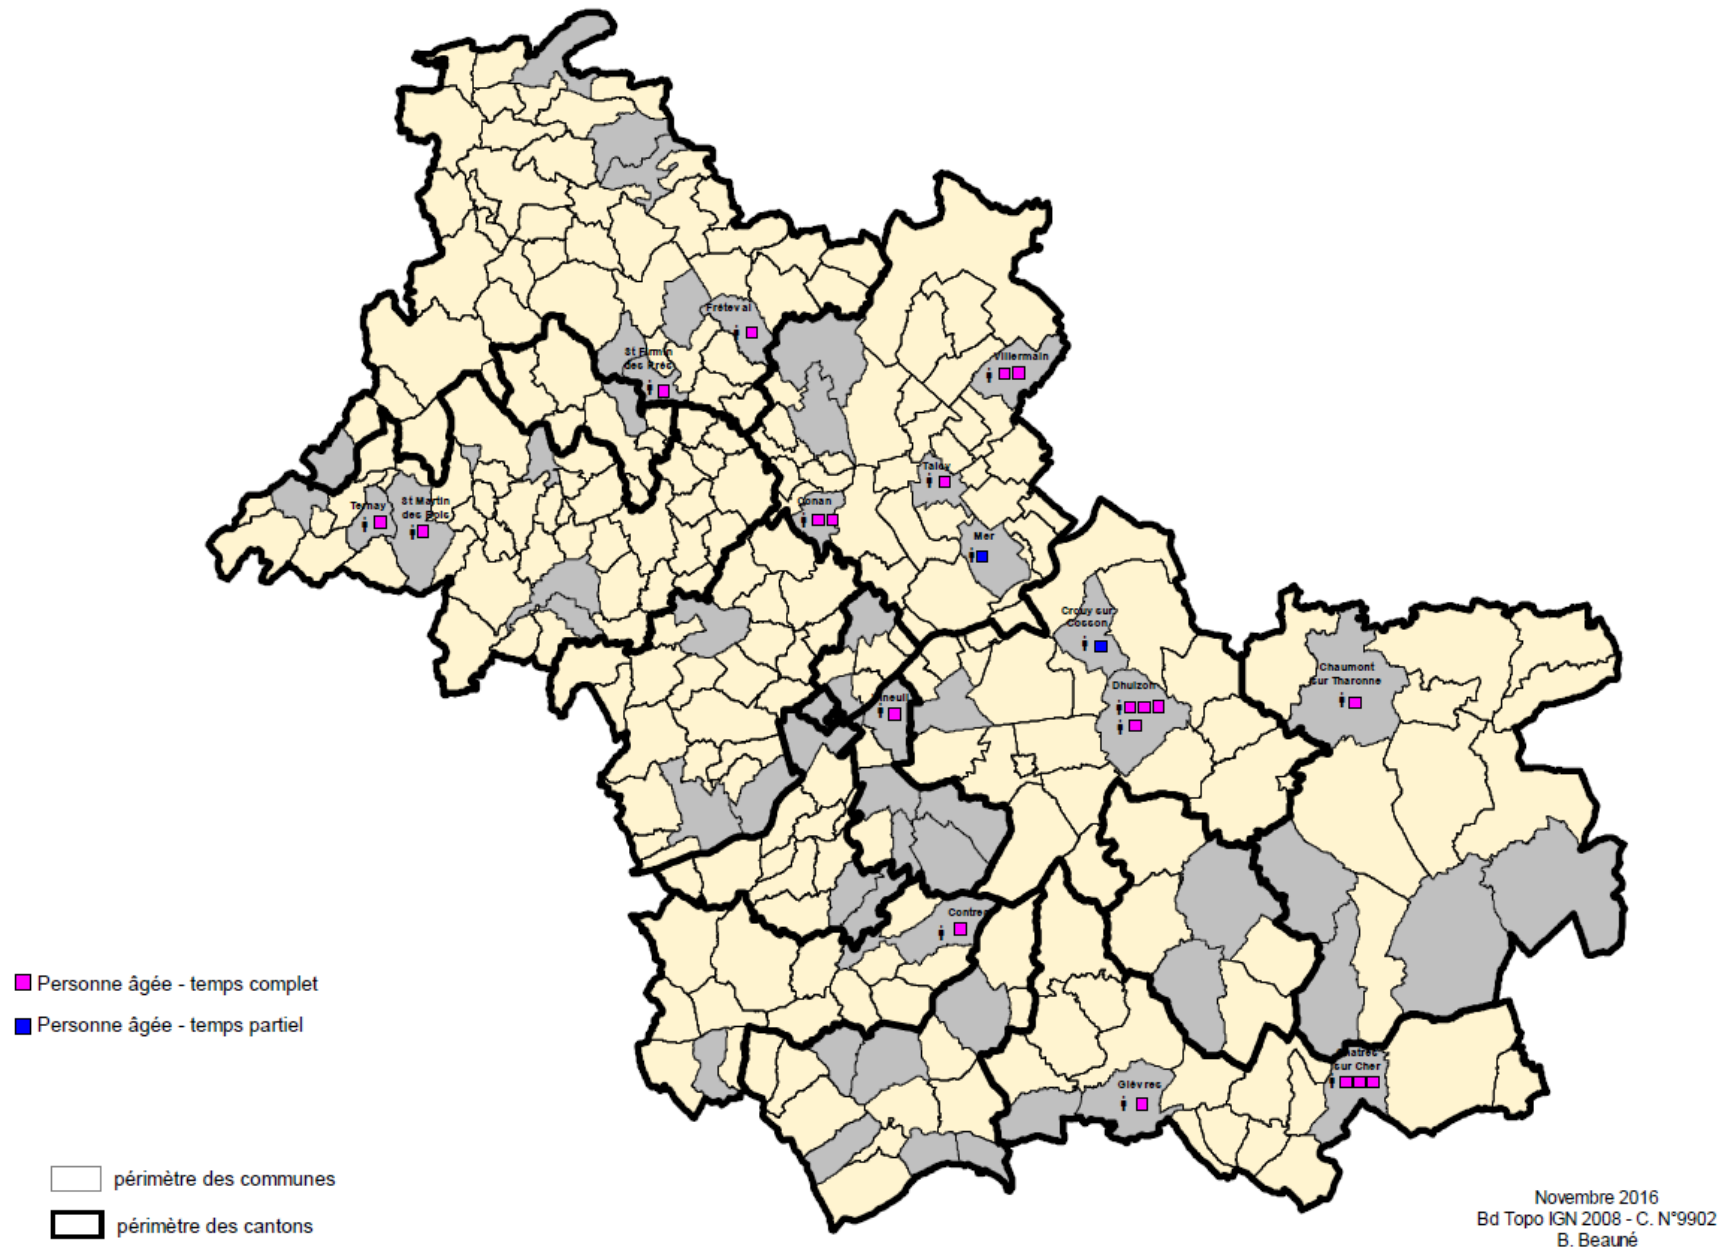 Fréteval
St Firmin
des Prés
Villermain
Talcy
Conan
Ternay
St Martin
des Bois
Mer
Crouy sur
Cosson
Chaumont
sur Tharonne
Dhuizon
ineuil
Contres
Personne âgée - temps complet
Personne âgée - temps partiel
hatres
sur Cher
Gièvres
périmètre des communes
périmètre des cantons
Novembre 2016
Bd Topo IGN 2008 - C. N°9902
B. Beauné